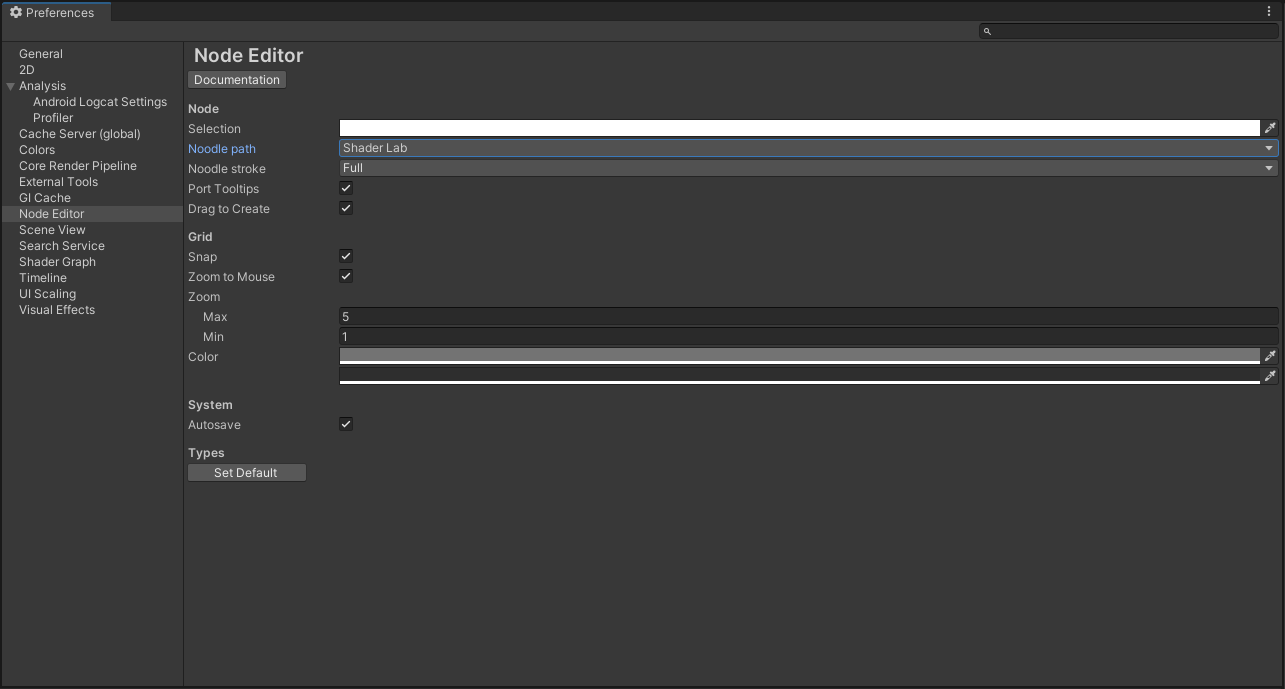 Preferences
General
2D
Analysis
Android Logcat Settings
Profiler
Cache Server (global)
Colors
Core Render Pipeline
External Tools
GI Cache
Node Editor
Scene View
Search Service
Shader Graph
Timeline
UI Scaling
Visual Effects
Node Editor
Documentation
Node
Selection
Noodle path Shader Lab
Noodle stroke Full
Port Tooltips
Drag to Create
Grid
Snap
Zoom to Mouse
Zoom
Max 5
Min 1
Color
System
Autosave
Types
Set Default